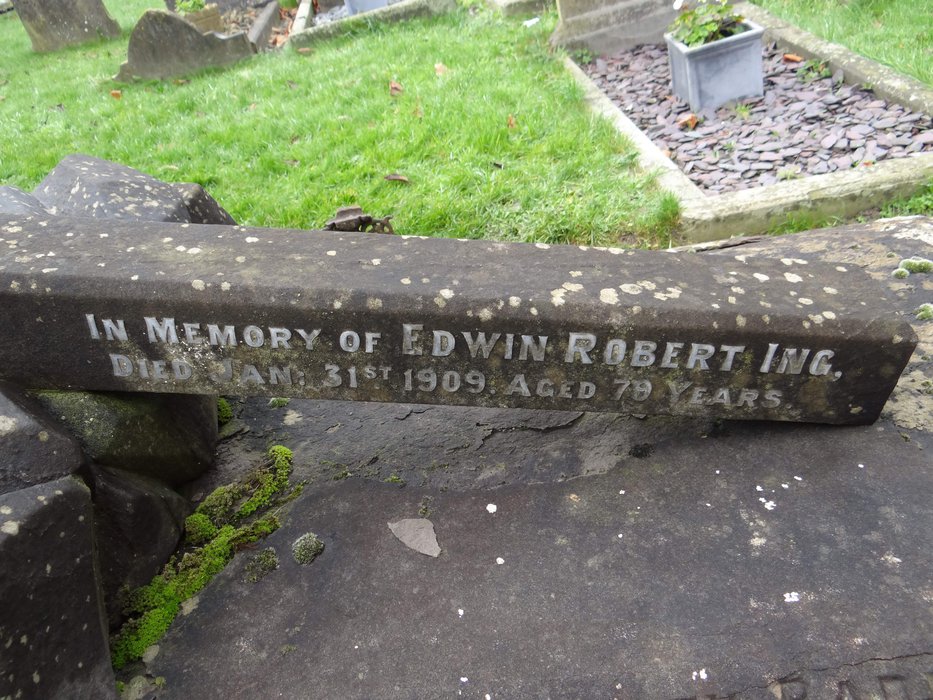 IN MEMORY OF EDWIN ROBERT ING,
DIED JAN: 31ST 1909. AGED 79 YEARS.